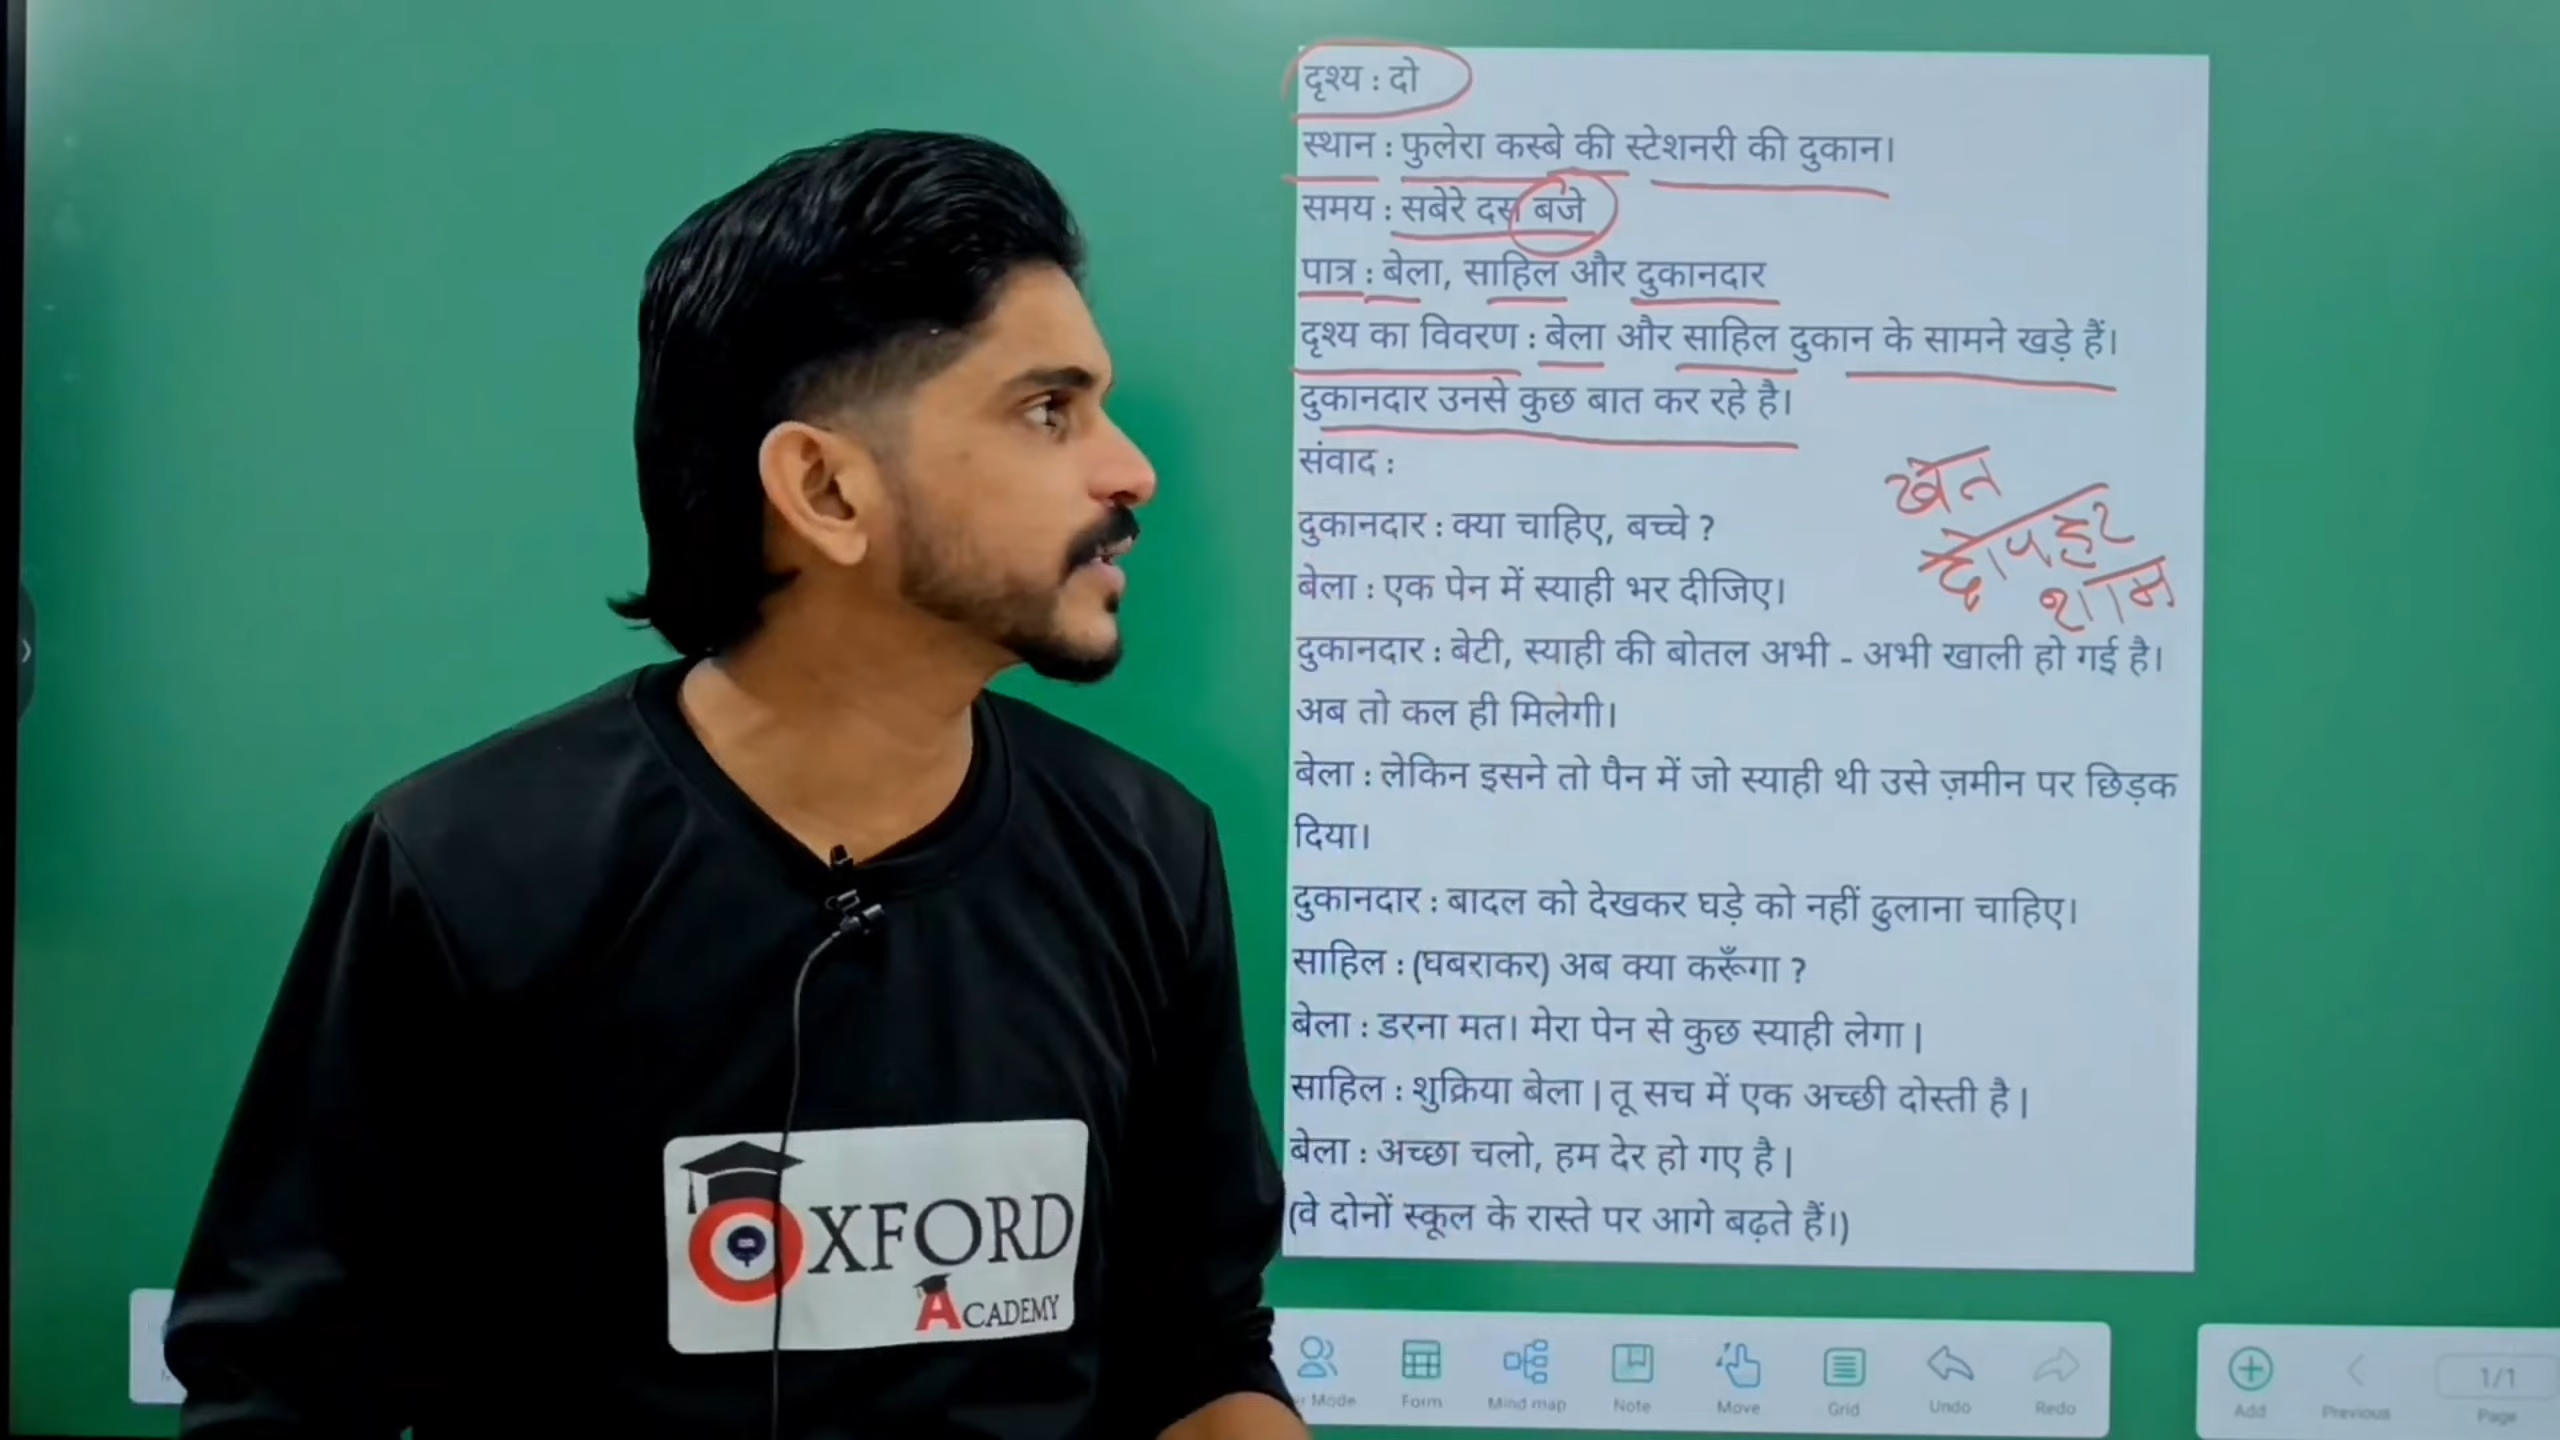 दृश्य : दो
स्थान : फुलेरा कस्बे की स्टेशनरी की दुकान।
समय : सबेरे दस बजे
पात्र : बेला, साहिल और दुकानदार
दृश्य का विवरण : बेला और साहिल दुकान के सामने खड़े हैं।
दुकानदार उनसे कुछ बात कर रहे है।
संवाद :
दुकानदार : क्या चाहिए, बच्चे ?
बेला : एक पेन में स्याही भर दीजिए।
दुकानदार : बेटी, स्याही की बोतल अभी - अभी खाली हो गई है।
अब तो कल ही मिलेगी।
बेला : लेकिन इसने तो पैन में जो स्याही थी उसे ज़मीन पर छिड़क
दिया।
दुकानदार : बादल को देखकर घड़े को नहीं ढुलाना चाहिए।
साहिल : (घबराकर) अब क्या करूँगा ?
बेला : डरना मत। मेरा पेन से कुछ स्याही लेगा |
साहिल : शुक्रिया बेला | तू सच में एक अच्छी दोस्ती है |
बेला : अच्छा चलो, हम देर हो गए है |
(वे दोनों स्कूल के रास्ते पर आगे बढ़ते हैं।)
दोपहर
शाम
OXFORD
ACADEMY
Mode
Form
Mind map
Note
Move
Grid
Undo
Redo
Add
Previous
1/1
Page